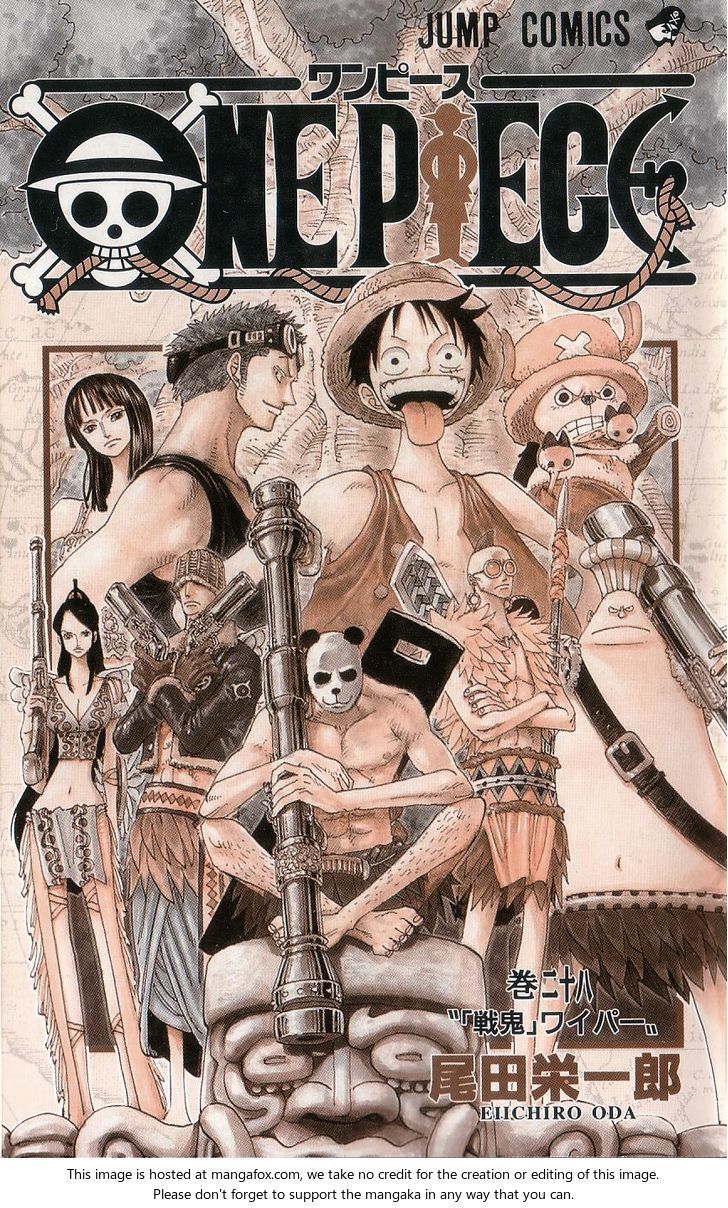 JUMP COMICS
ワンピース
ONE PIECE
巻二十八
〝「戦鬼」ワイパー〟
尾田栄一郎
EIICHIRO ODA
This image is hosted at mangafox.com, we take no credit for the creation or editing of this image.
Please don't forget to support the mangaka in any way that you can.